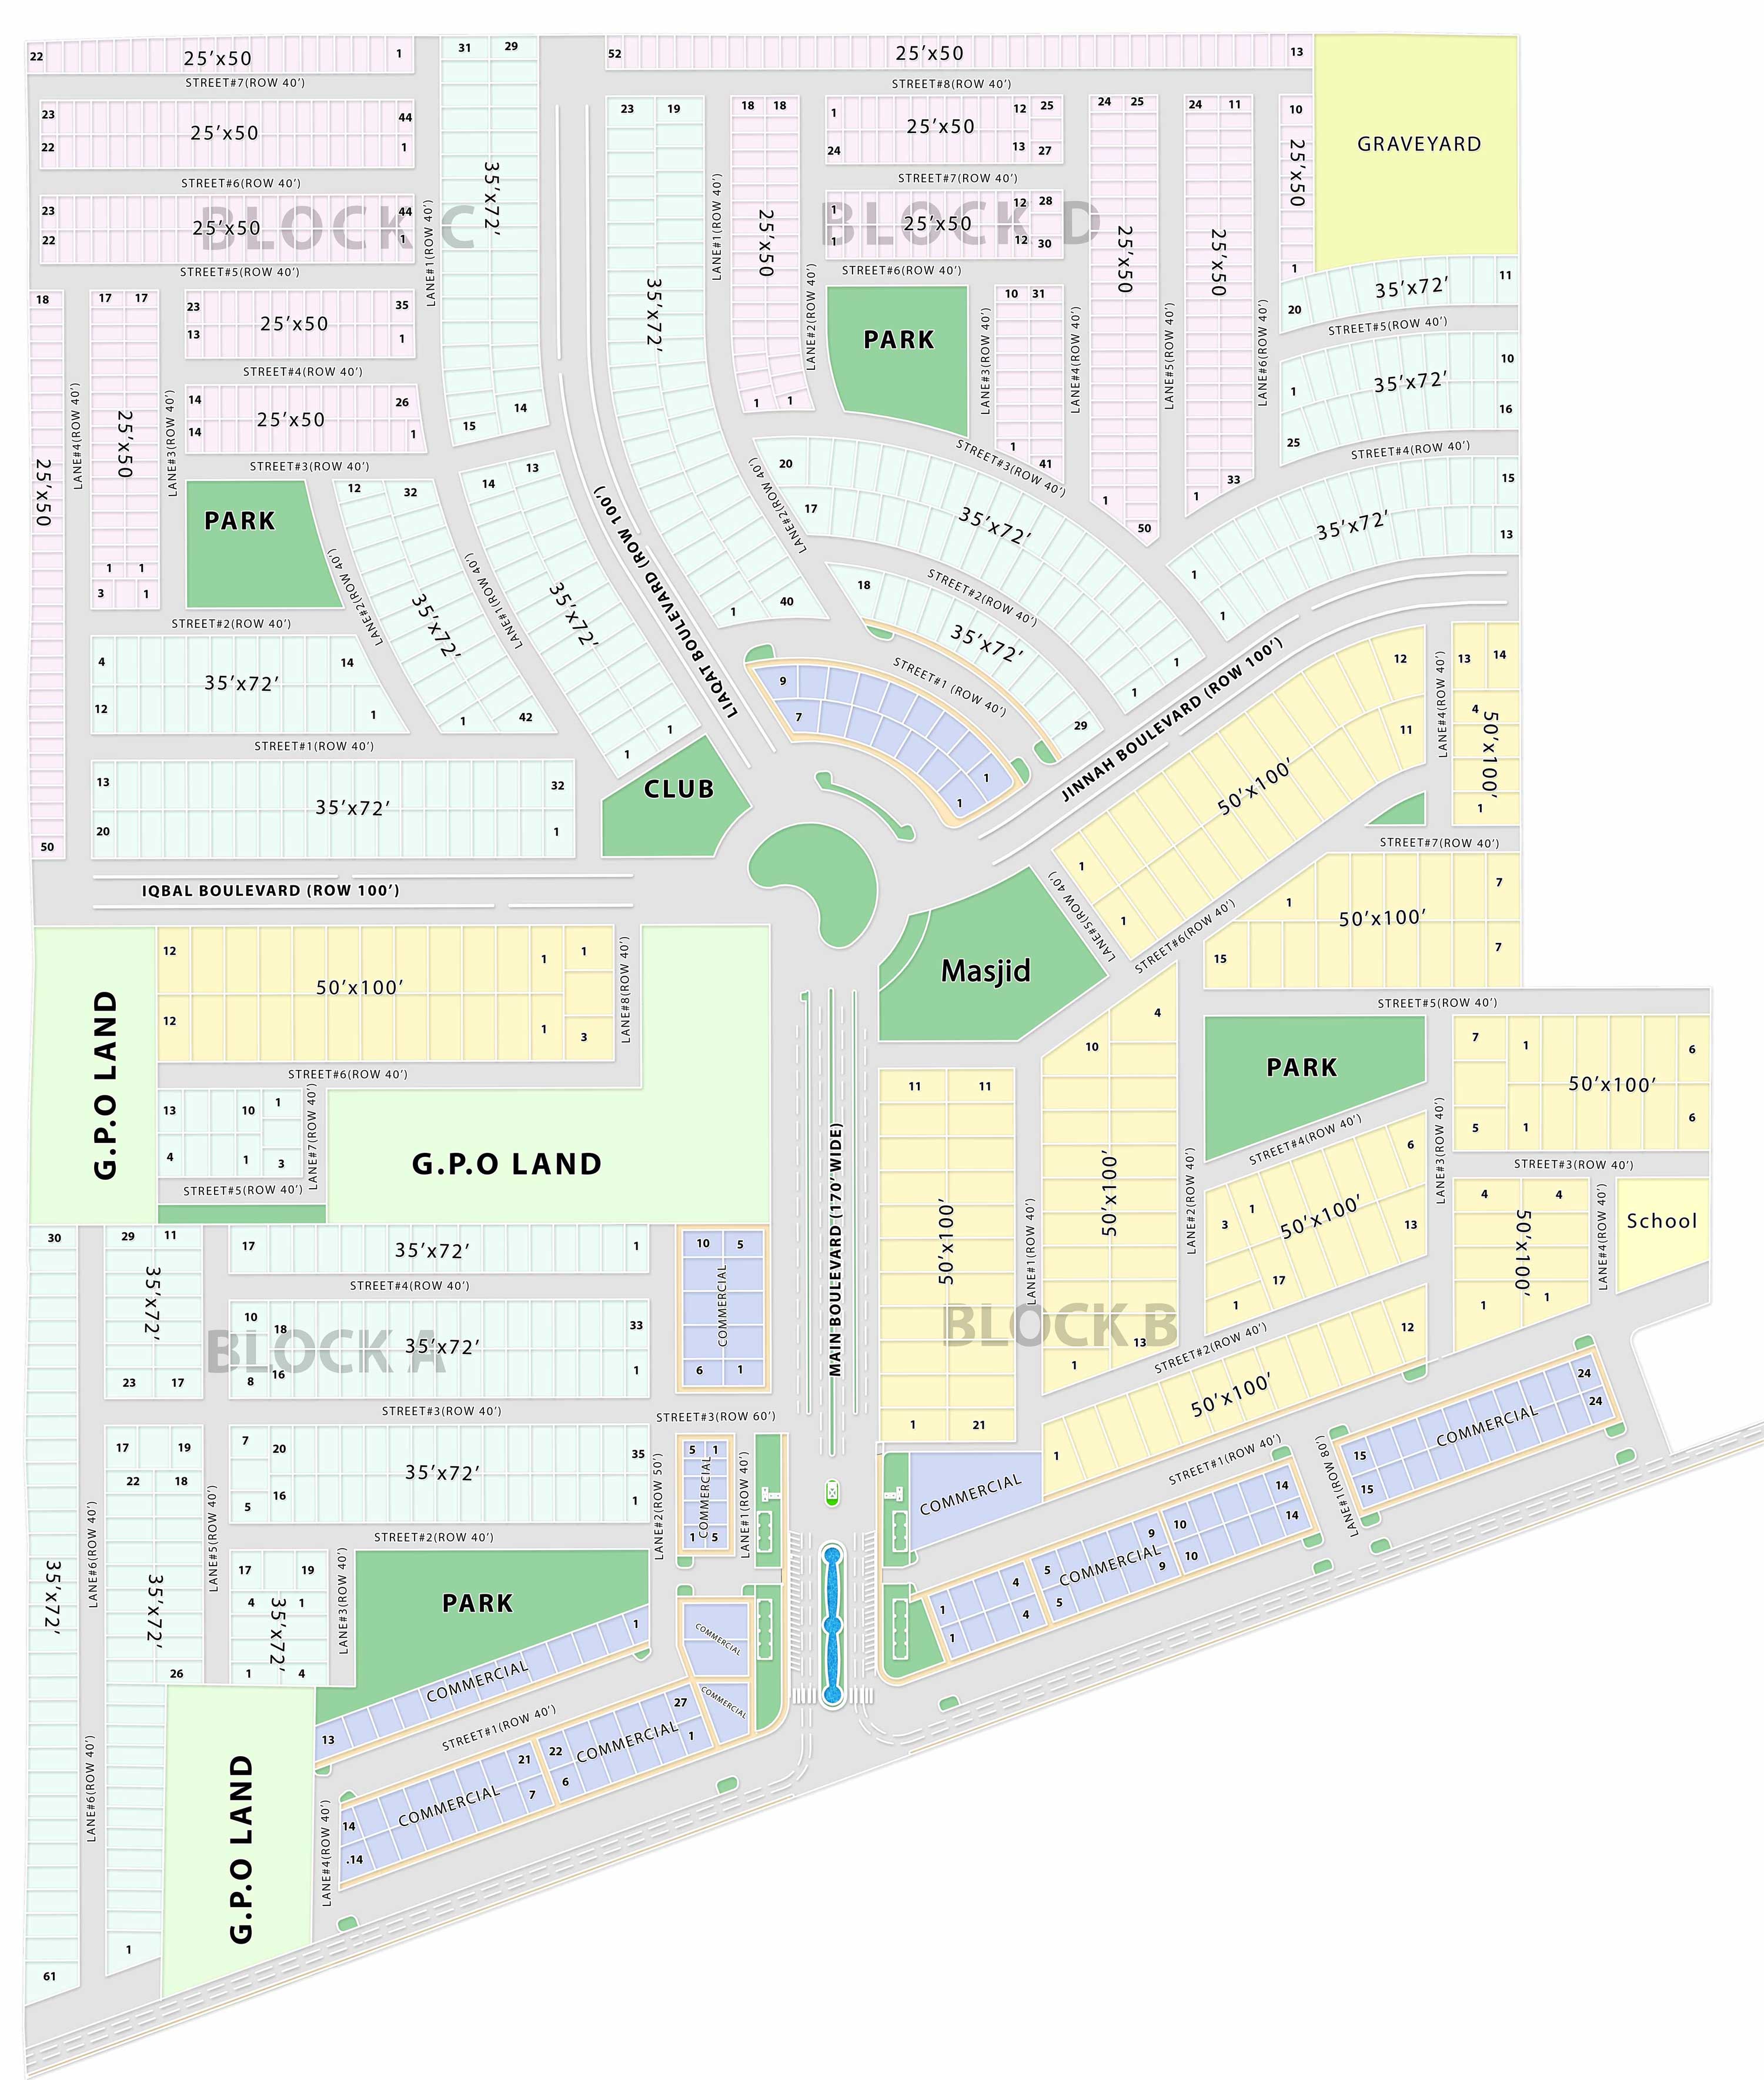 22 25'x50 1
STREET#7(ROW 40')
23 44
25'x50
22 1
STREET#6(ROW 40')
23 44
BLOCK C
25'x50
22 1
STREET#5(ROW 40')
31 29
35'x72'
15 14
LANE#1(ROW 40')
18
25'x50
50
LANE#4(ROW 40')
17 17
25'x50
1 1
3 1
LANE#3(ROW 40')
23 35
25'x50
13 1
STREET#4(ROW 40')
14 26
25'x50
14 1
STREET#3(ROW 40')
PARK
LANE#2(ROW 40')
12 32
35'x72'
1 42
LANE#1(ROW 40')
14 13
35'x72'
1 1
STREET#2(ROW 40')
4 14
35'x72'
12 1
STREET#1(ROW 40')
13 32
35'x72'
20 1
CLUB
LIAQAT BOULEVARD (ROW 100')
IQBAL BOULEVARD (ROW 100')
52 25'x50 13
STREET#8(ROW 40')
GRAVEYARD
23 19
35'x72'
1 40
LANE#1(ROW 40')
18 18
25'x50
1 1
LANE#2(ROW 40')
1 12 25
25'x50
24 13 27
STREET#7(ROW 40')
1 12 28
BLOCK D
25'x50
1 12 30
STREET#6(ROW 40')
PARK
LANE#3(ROW 40')
10 31
1
41
LANE#4(ROW 40')
24 25
25'x50
1
50
LANE#5(ROW 40')
24 11
25'x50
33
1
LANE#6(ROW 40')
10
25'x50
1
11
35'x72'
20
STREET#5(ROW 40')
10
35'x72'
1
16
25
STREET#4(ROW 40')
15
35'x72'
13
1
1
STREET#3(ROW 40')
LANE#2(ROW 40')
20
17
35'x72'
1
1
STREET#2(ROW 40')
18
35'x72'
29
STREET#1 (ROW 40')
9
7
1
1
JINNAH BOULEVARD (ROW 100')
12
11
50'x100'
1
1
LANE#4(ROW 40')
13 14
4
50'x100'
1
STREET#7(ROW 40')
LANE#5(ROW 40')
STREET#6(ROW 40')
7
1
50'x100'
15 7
STREET#5(ROW 40')
Masjid
G.P.O LAND
12 1 1
50'x100'
12 1 3
LANE#8(ROW 40')
STREET#6(ROW 40')
13 10 1
4 1 3
LANE#7(ROW 40')
STREET#5(ROW 40')
G.P.O LAND
MAIN BOULEVARD (170' WIDE)
11 11
50'x100'
1 21
LANE#1(ROW 40')
4
10
50'x100'
13
1
LANE#2(ROW 40')
BLOCK B
PARK
STREET#4(ROW 40')
6
1
3
50'x100'
13
17
1
LANE#3(ROW 40')
7 1 6
50'x100'
5 1 6
STREET#3(ROW 40')
4 4
50'x100'
1 1
LANE#4(ROW 40')
School
STREET#2(ROW 40')
12
50'x100'
1
STREET#1(ROW 40')
COMMERCIAL
24
24
COMMERCIAL
15
15
LANE#1(ROW 80')
14
14
10
10
9
9
COMMERCIAL
5
5
4
4
1
1
30
35'x72'
61
29 11
35'x72'
23 17
17 35'x72' 1
STREET#4(ROW 40')
10 18 33
BLOCK A
35'x72'
8 16 1
STREET#3(ROW 40')
10 5
COMMERCIAL
6 1
STREET#3(ROW 60')
17 19
22 18
35'x72'
26
1
LANE#6(ROW 40')
LANE#6(ROW 40')
LANE#5(ROW 40')
7 20 35
35'x72'
5 16 1
STREET#2(ROW 40')
LANE#2(ROW 50')
5 1
COMMERCIAL
1 5
LANE#1(ROW 40')
17 19
4 1
35'x72'
1 4
LANE#3(ROW 40')
PARK
1
COMMERCIAL
13
STREET#1(ROW 40')
COMMERCIAL
COMMERCIAL
27
22
COMMERCIAL
1
6
21
COMMERCIAL
7
14
.14
LANE#4(ROW 40')
G.P.O LAND